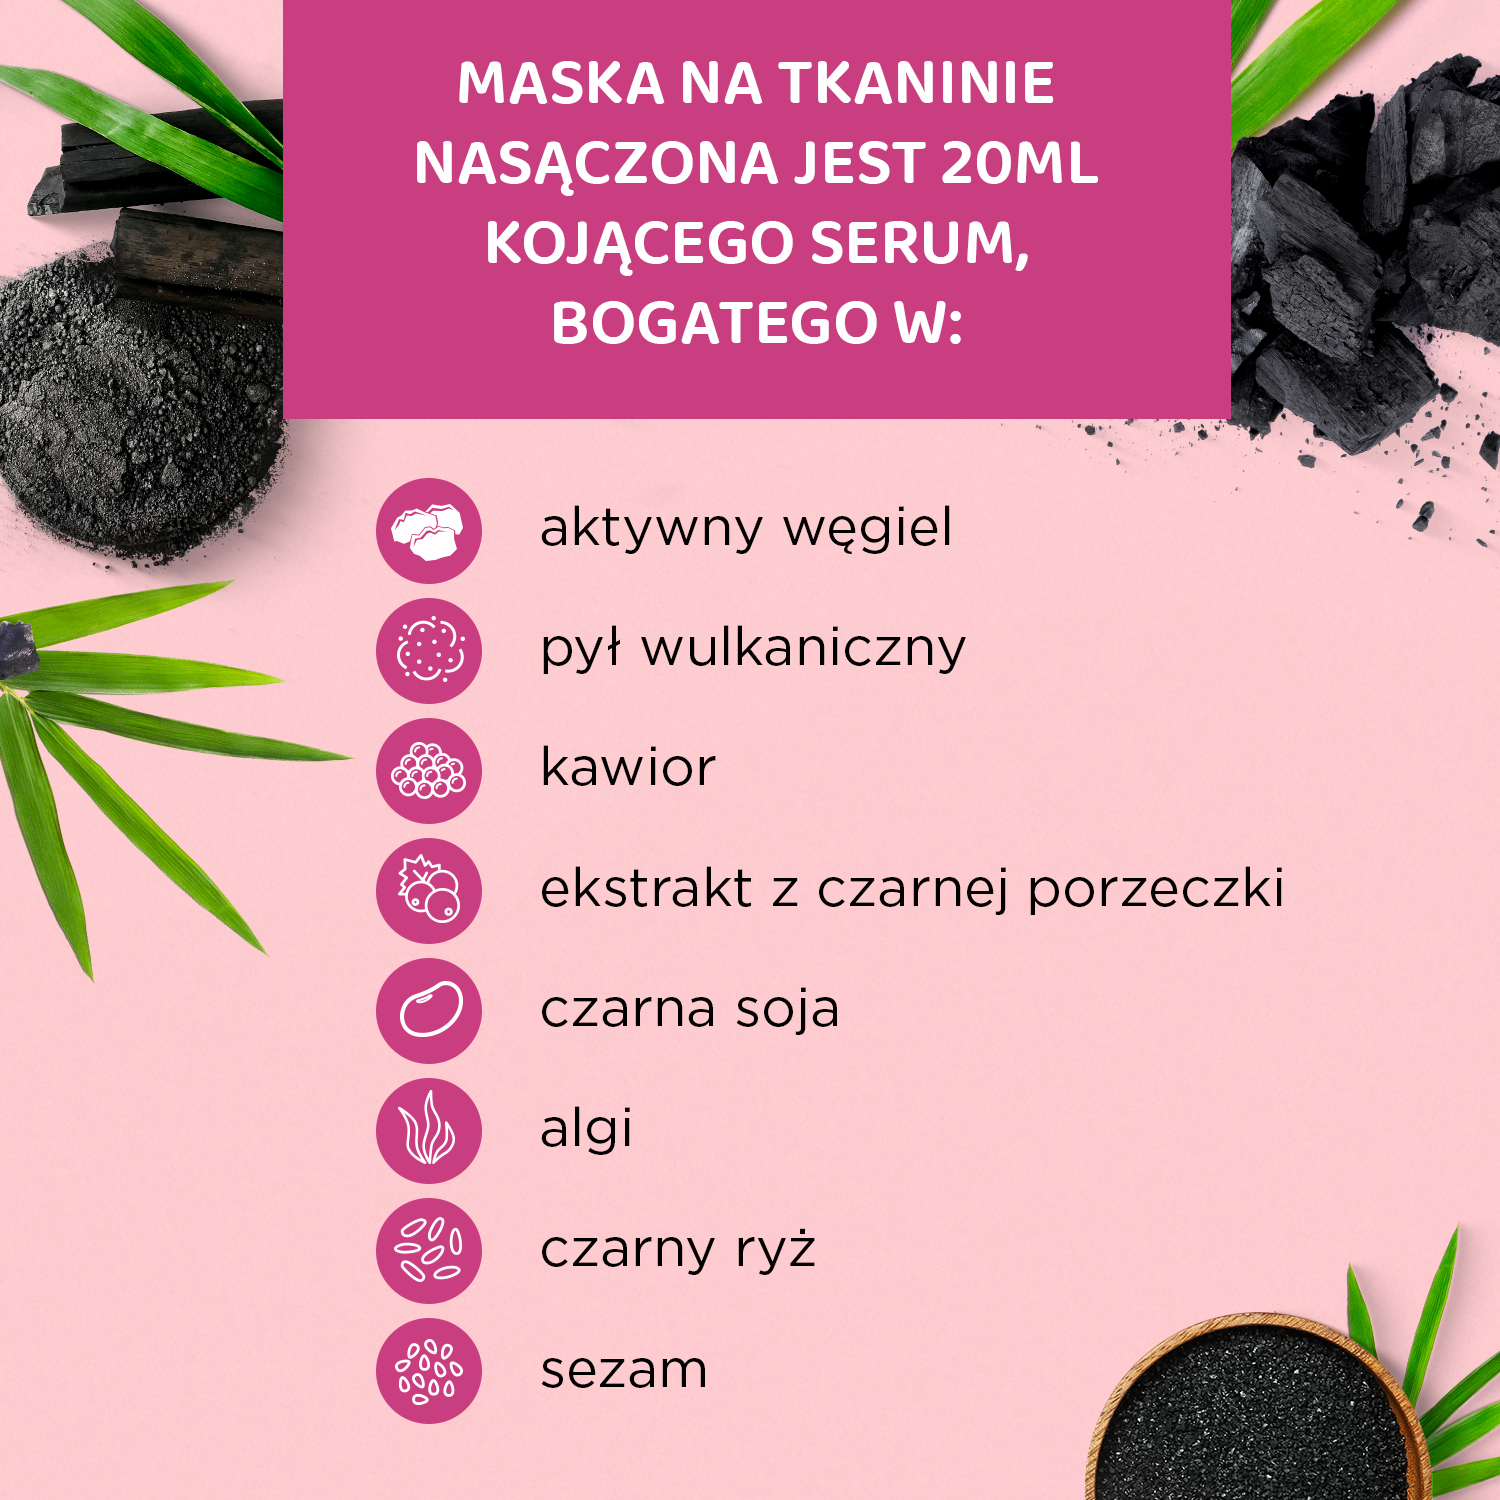 MASKA NA TKANINIE
NASĄCZONA JEST 20ML
KOJĄCEGO SERUM,
BOGATEGO W:
aktywny węgiel
pył wulkaniczny
kawior
ekstrakt z czarnej porzeczki
czarna soja
algi
czarny ryż
sezam